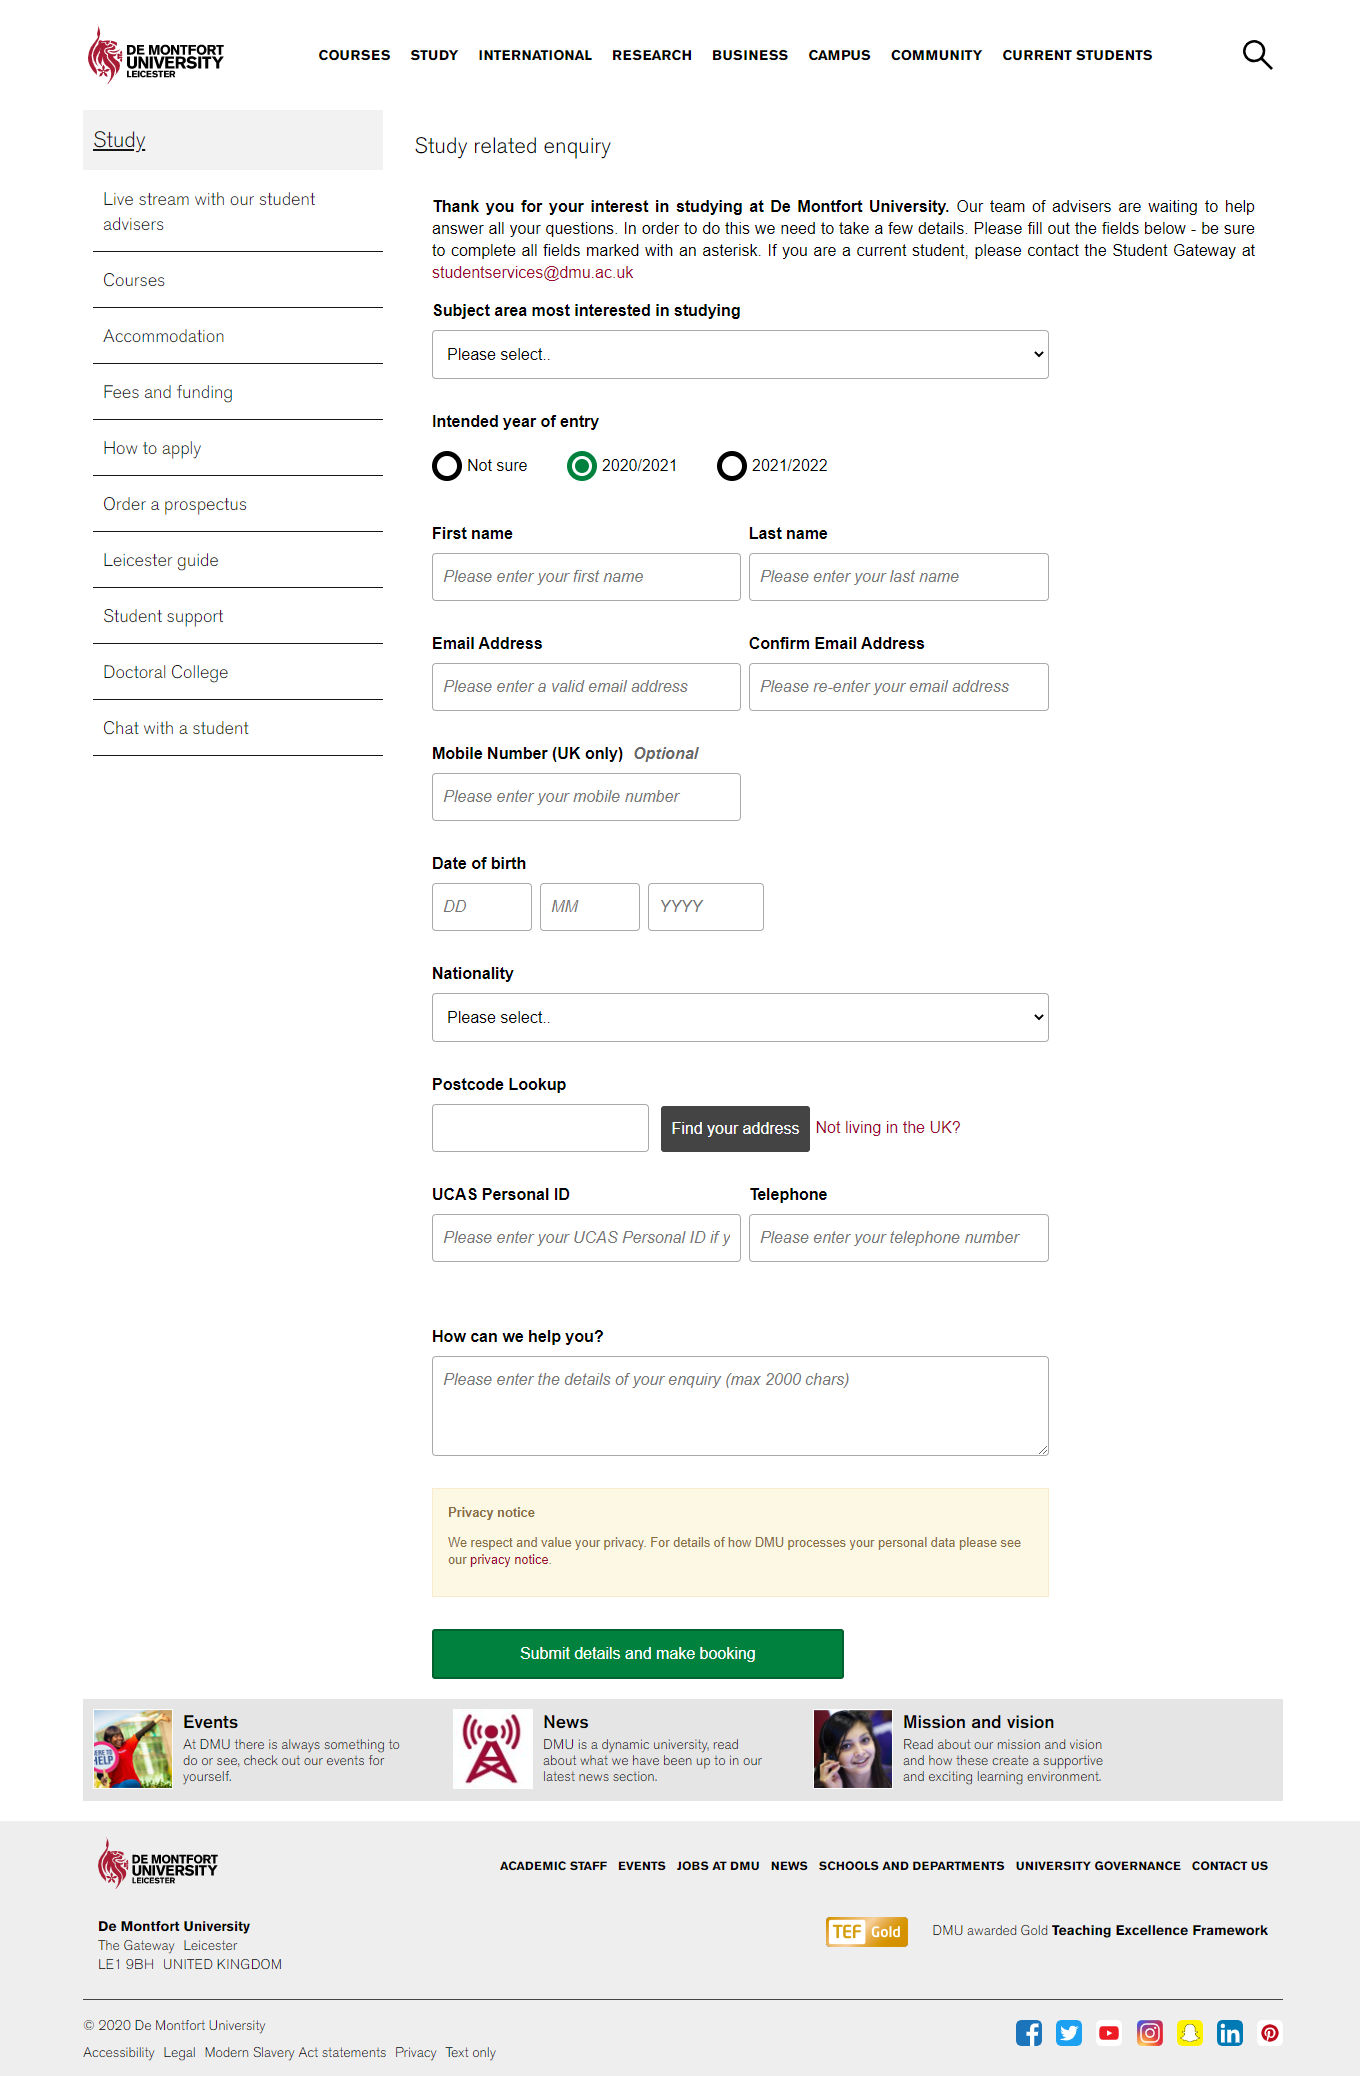 DE MONTFORT
UNIVERSITY
LEICESTER
COURSES STUDY INTERNATIONAL RESEARCH BUSINESS CAMPUS COMMUNITY CURRENT STUDENTS
Study
Live stream with our student
advisers
Courses
Accommodation
Fees and funding
How to apply
Order a prospectus
Leicester guide
Student support
Doctoral College
Chat with a student
Study related enquiry
Thank you for your interest in studying at De Montfort University. Our team of advisers are waiting to help
answer all your questions. In order to do this we need to take a few details. Please fill out the fields below - be sure
to complete all fields marked with an asterisk. If you are a current student, please contact the Student Gateway at
studentservices@dmu.ac.uk
Subject area most interested in studying
Please select..
Intended year of entry
Not sure 2020/2021 2021/2022
First name Last name
Please enter your first name Please enter your last name
Email Address Confirm Email Address
Please enter a valid email address Please re-enter your email address
Mobile Number (UK only) Optional
Please enter your mobile number
Date of birth
DD MM YYYY
Nationality
Please select..
Postcode Lookup
Find your address Not living in the UK?
UCAS Personal ID Telephone
Please enter your UCAS Personal ID if y Please enter your telephone number
How can we help you?
Please enter the details of your enquiry (max 2000 chars)
Privacy notice
We respect and value your privacy. For details of how DMU processes your personal data please see
our privacy notice.
Submit details and make booking
HERE TO
HELP
Events
At DMU there is always something to
do or see, check out our events for
yourself.
News
DMU is a dynamic university, read
about what we have been up to in our
latest news section.
Mission and vision
Read about our mission and vision
and how these create a supportive
and exciting learning environment.
DE MONTFORT
UNIVERSITY
LEICESTER
ACADEMIC STAFF EVENTS JOBS AT DMU NEWS SCHOOLS AND DEPARTMENTS UNIVERSITY GOVERNANCE CONTACT US
De Montfort University
The Gateway Leicester
LE1 9BH UNITED KINGDOM
TEF Gold DMU awarded Gold Teaching Excellence Framework
© 2020 De Montfort University
Accessibility Legal Modern Slavery Act statements Privacy Text only